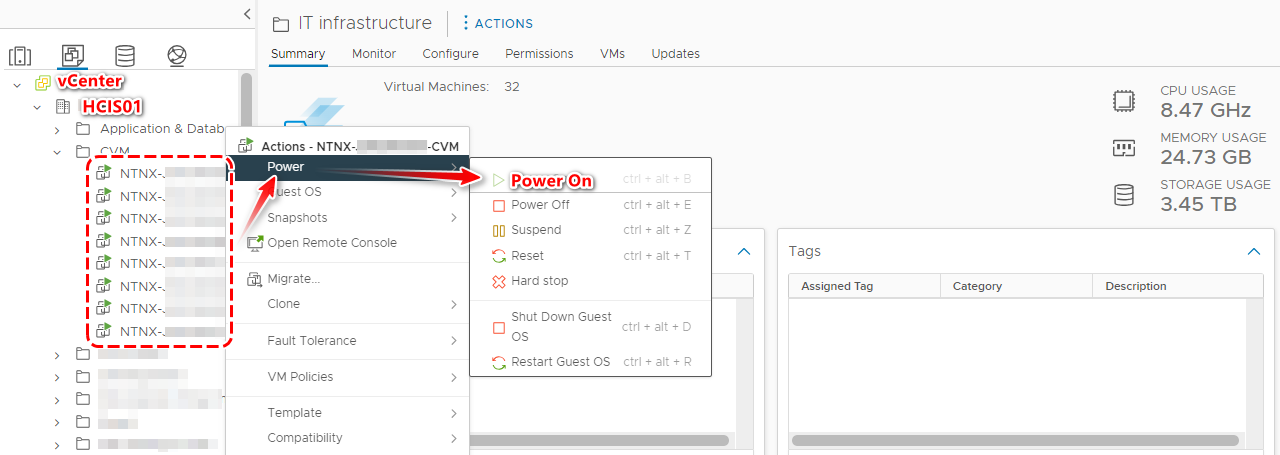 IT infrastructure
ACTIONS
Summary Monitor Configure Permissions VMs Updates
vCenter
HCIS01
Application & Datab
CVM
NTNX-
NTNX-
NTNX-
NTNX-
NTNX-
NTNX-
NTNX-
NTNX-
Virtual Machines: 32
CPU USAGE
8.47 GHz
MEMORY USAGE
24.73 GB
STORAGE USAGE
3.45 TB
Actions - NTNX- -CVM
Power
Guest OS
Snapshots
Open Remote Console
Migrate...
Clone
Fault Tolerance
VM Policies
Template
Compatibility
Power On ctrl + alt + B
Power Off ctrl + alt + E
Suspend ctrl + alt + Z
Reset ctrl + alt + T
Hard stop
Shut Down Guest
OS ctrl + alt + D
Restart Guest OS ctrl + alt + R
Tags
Assigned Tag Category Description